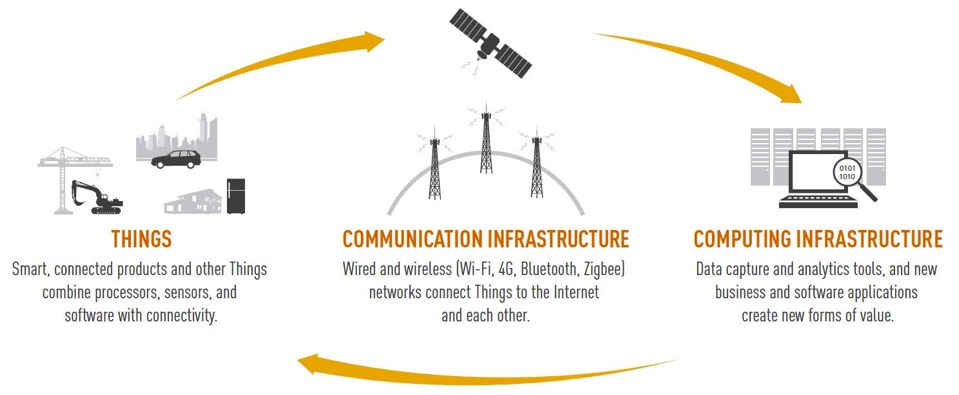 0101
1010
THINGS
Smart, connected products and other Things
combine processors, sensors, and
software with connectivity.
COMMUNICATION INFRASTRUCTURE
Wired and wireless (Wi-Fi, 4G, Bluetooth, Zigbee)
networks connect Things to the Internet
and each other.
COMPUTING INFRASTRUCTURE
Data capture and analytics tools, and new
business and software applications
create new forms of value.